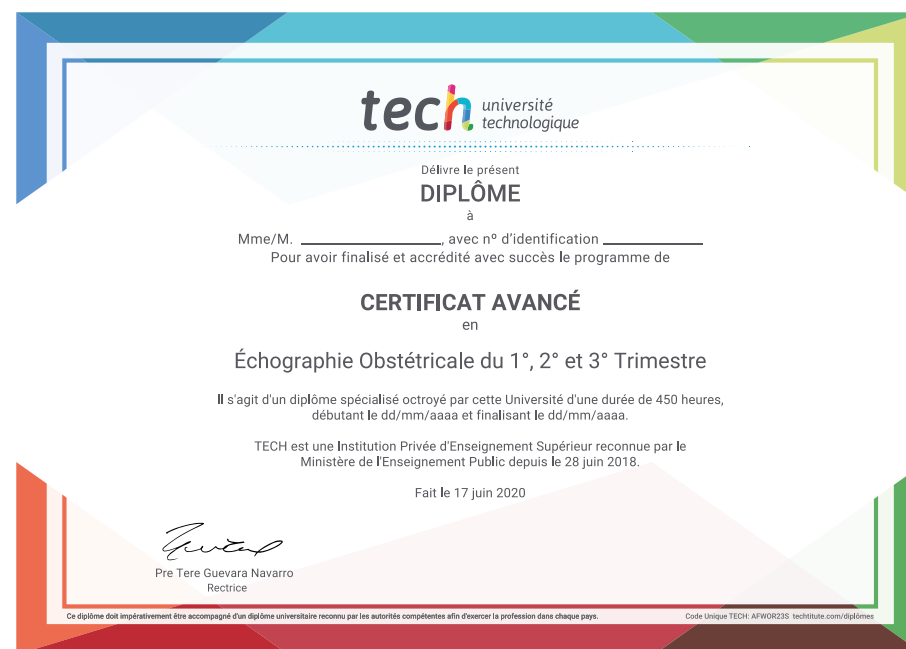 tech université
technologique
Délivre le présent
DIPLÔME
à
Mme/M. ____________________, avec nº d'identification ______________
Pour avoir finalisé et accrédité avec succès le programme de
CERTIFICAT AVANCÉ
en
Échographie Obstétricale du 1°, 2° et 3° Trimestre
Il s'agit d'un diplôme spécialisé octroyé par cette Université d'une durée de 450 heures,
débutant le dd/mm/aaaa et finalisant le dd/mm/aaaa.
TECH est une Institution Privée d'Enseignement Supérieur reconnue par le
Ministère de l'Enseignement Public depuis le 28 juin 2018.
Fait le 17 juin 2020
Pre Tere Guevara Navarro
Rectrice
Ce diplôme doit impérativement être accompagné d'un diplôme universitaire reconnu par les autorités compétentes afin d'exercer la profession dans chaque pays.
Code Unique TECH: AFWOR23S techtitute.com/diplômes